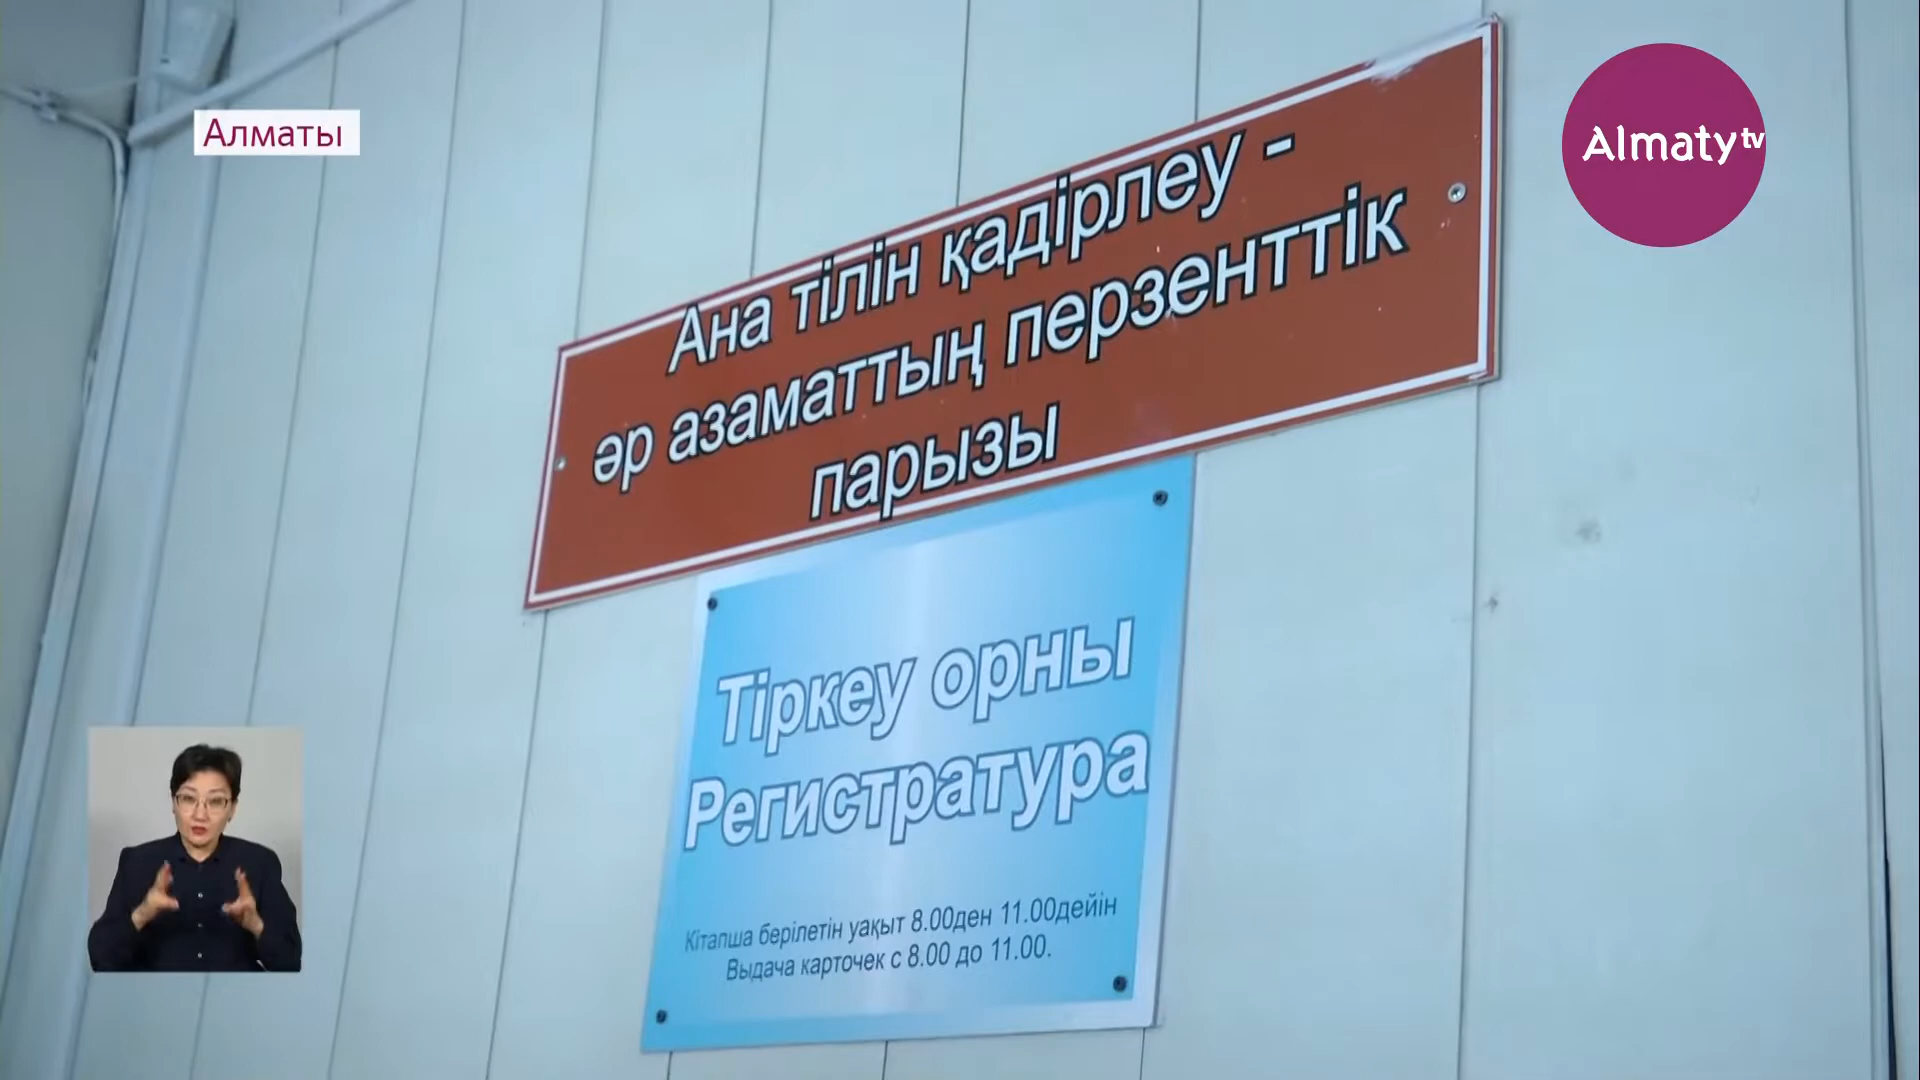 Алматы
Almaty tv
Ана тілін қадірлеу -
әр азаматтың перзенттік
парызы
Тіркеу орны
Регистратура
Кітапша берілетін уақыт 8.00ден 11.00дейін
Выдача карточек с 8.00 до 11.00.